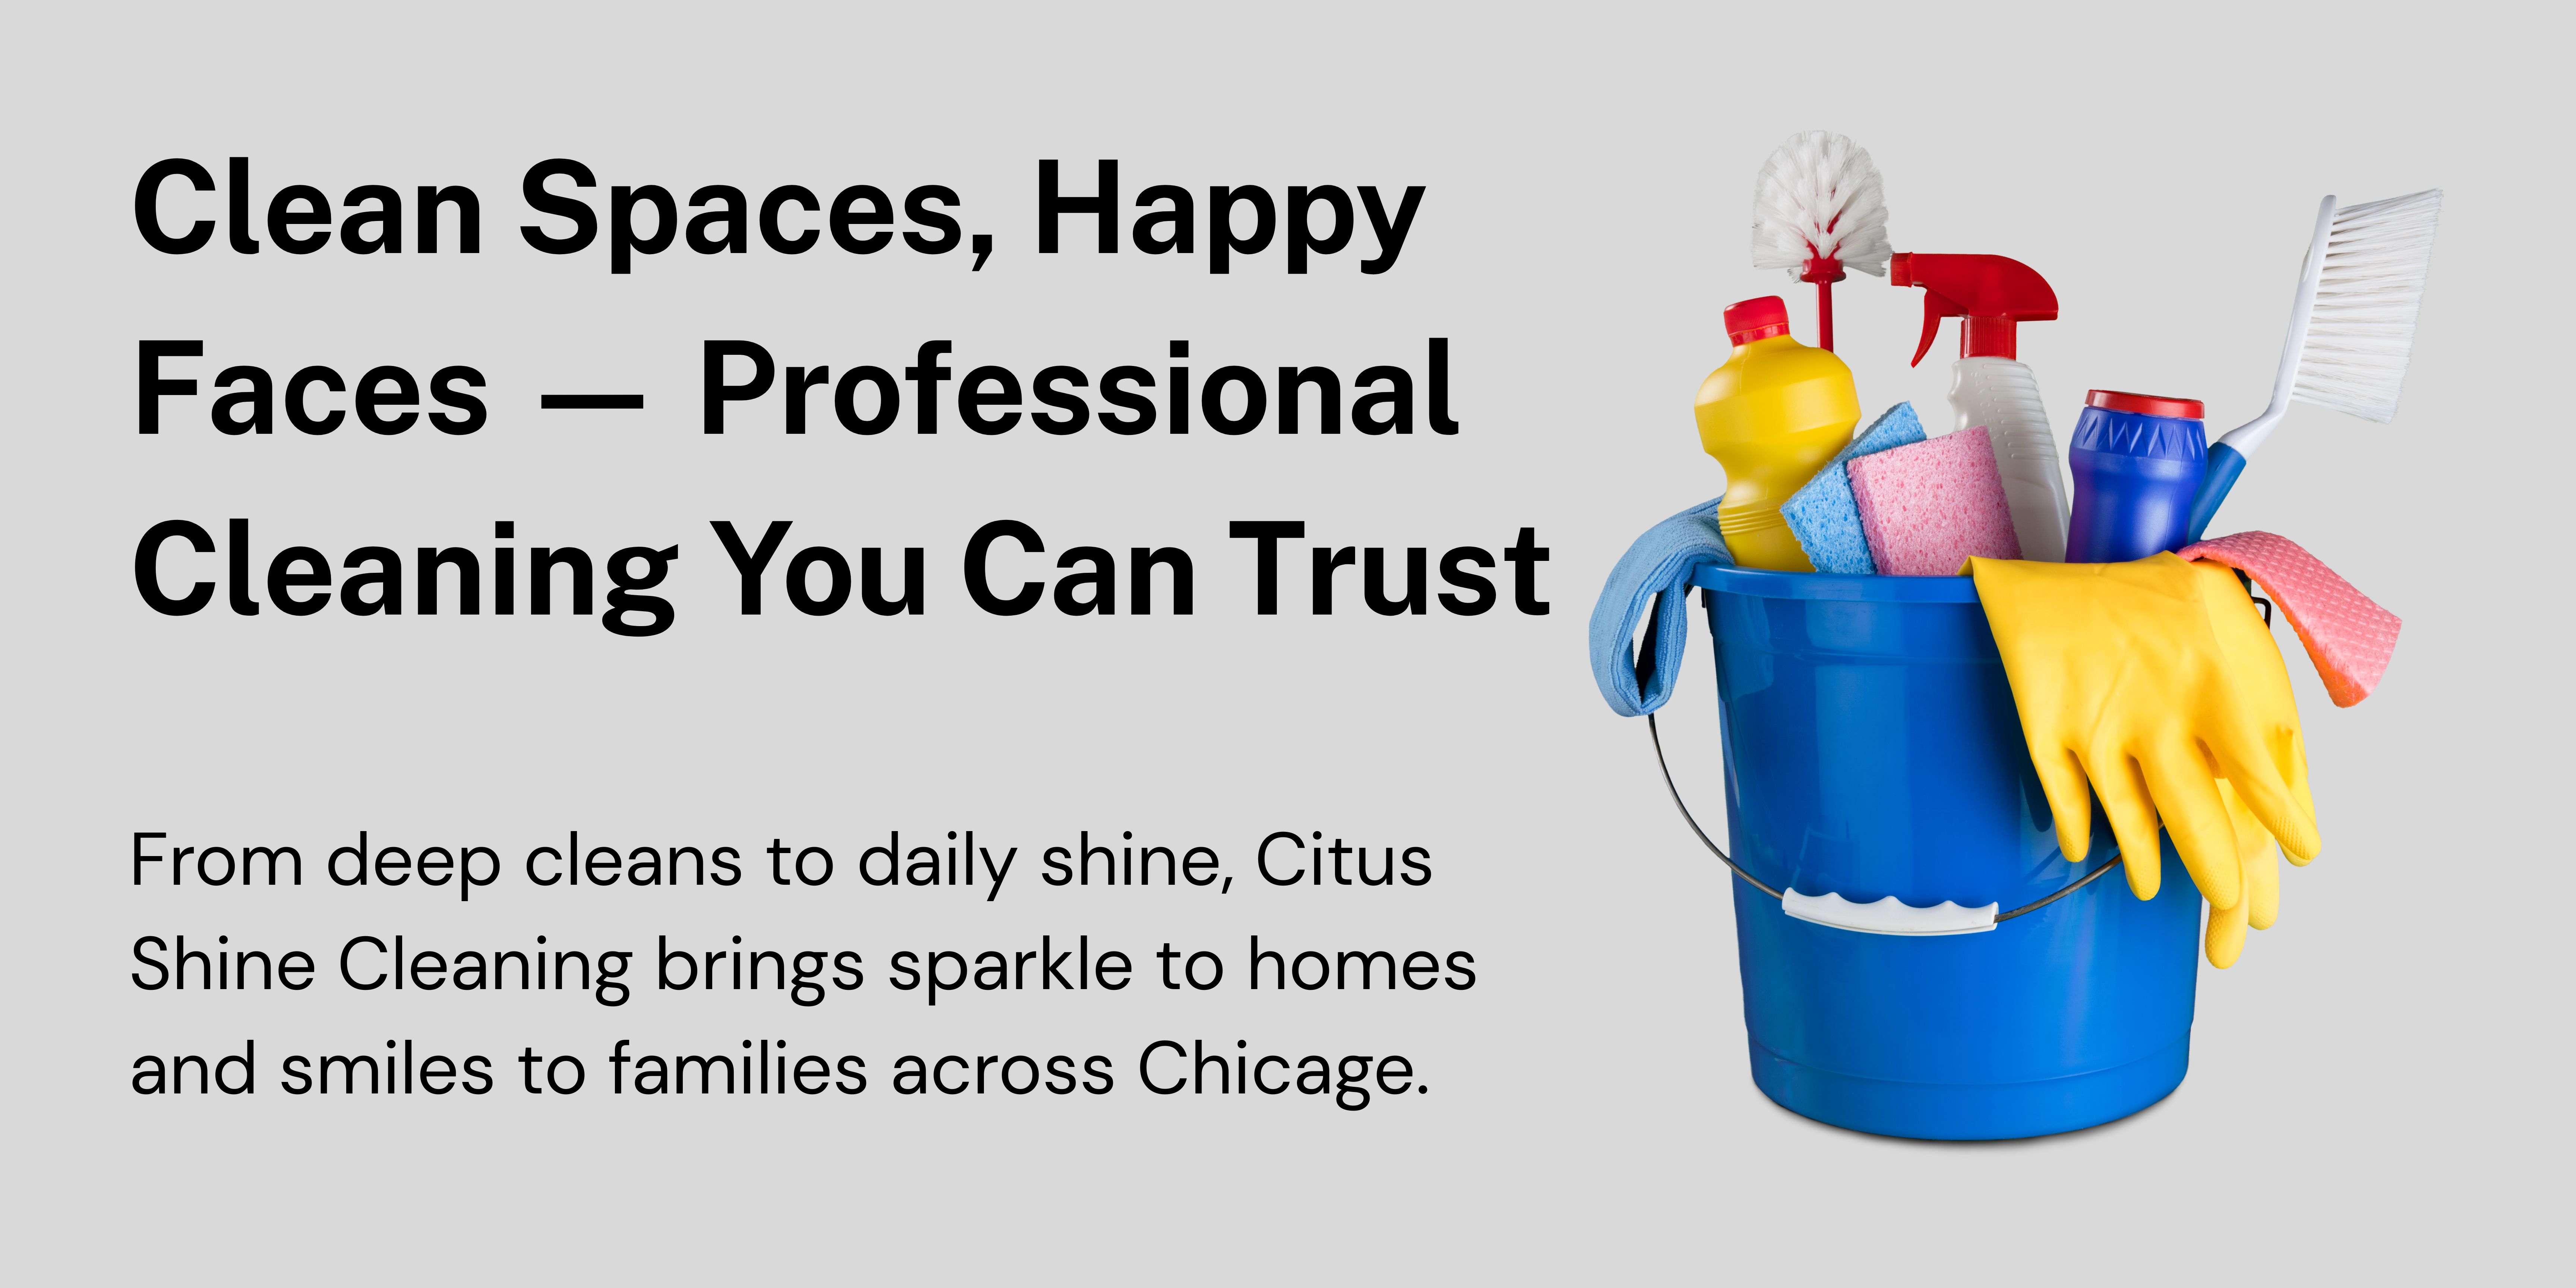 Clean Spaces, Happy
Faces — Professional
Cleaning You Can Trust
From deep cleans to daily shine, Citus
Shine Cleaning brings sparkle to homes
and smiles to families across Chicago.